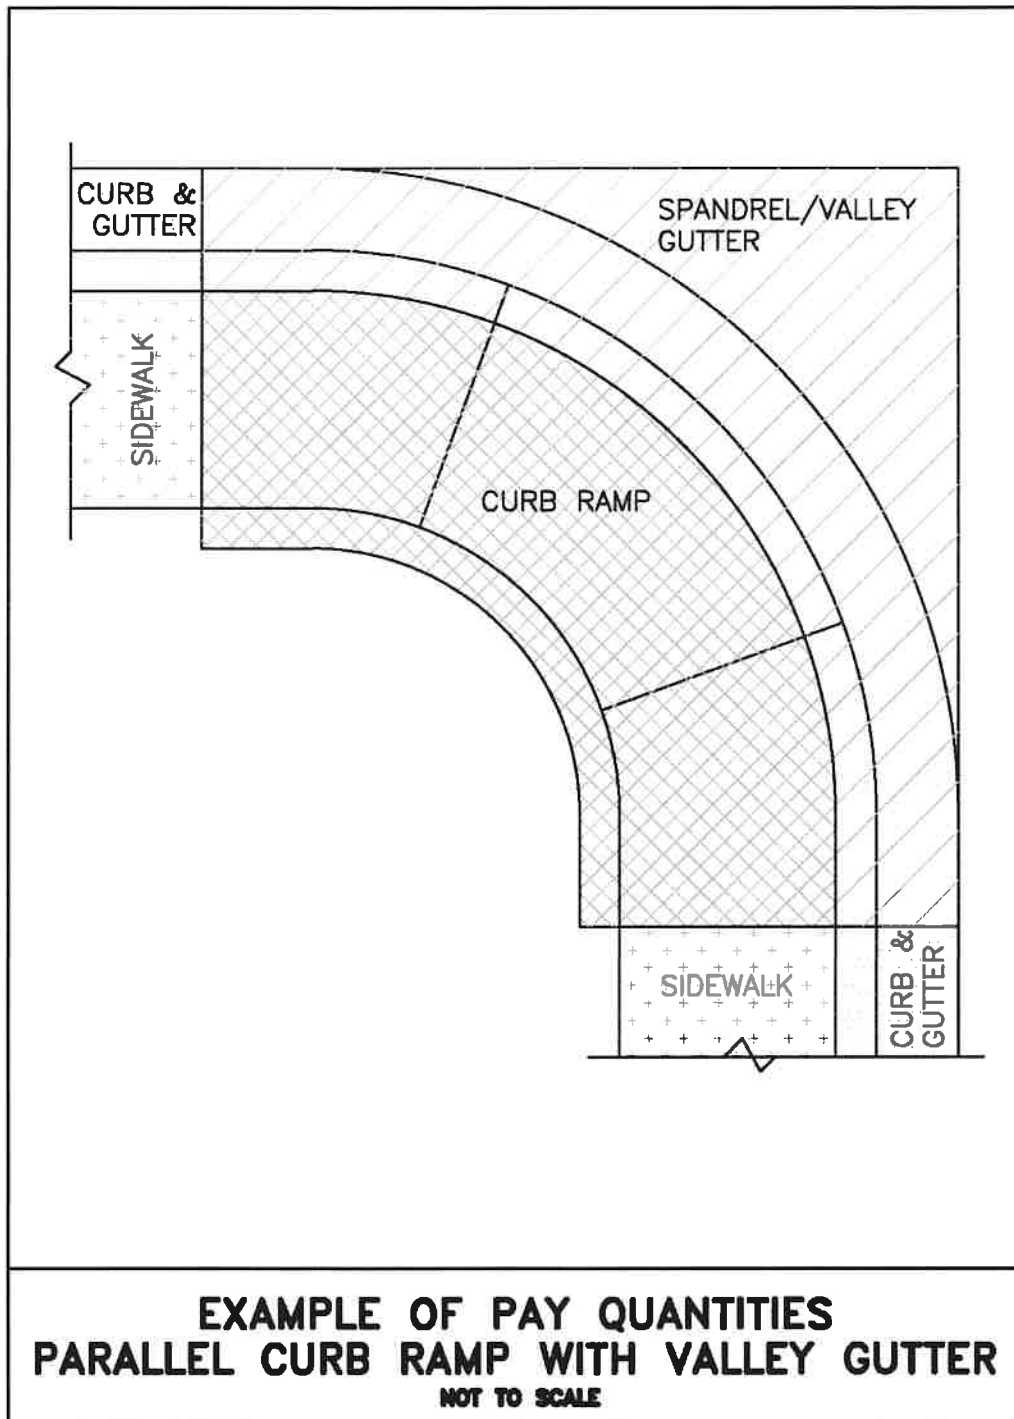 CURB &
GUTTER
SPANDREL/VALLEY
GUTTER
SIDEWALK
CURB RAMP
SIDEWALK
CURB &
GUTTER
EXAMPLE OF PAY QUANTITIES
PARALLEL CURB RAMP WITH VALLEY GUTTER
NOT TO SCALE